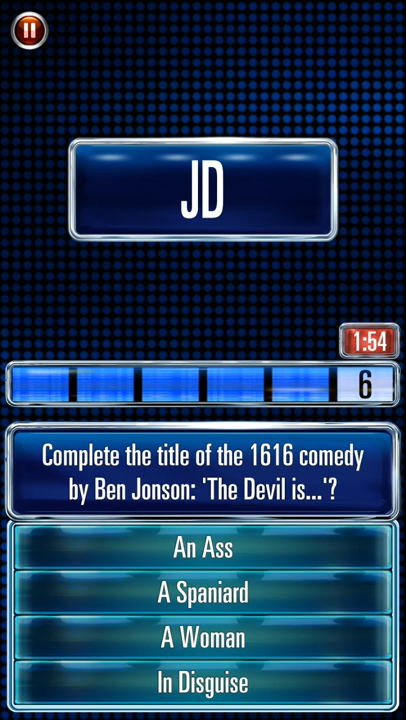 JD
1:54
6
Complete the title of the 1616 comedy
by Ben Jonson: 'The Devil is...'?
An Ass
A Spaniard
A Woman
In Disguise